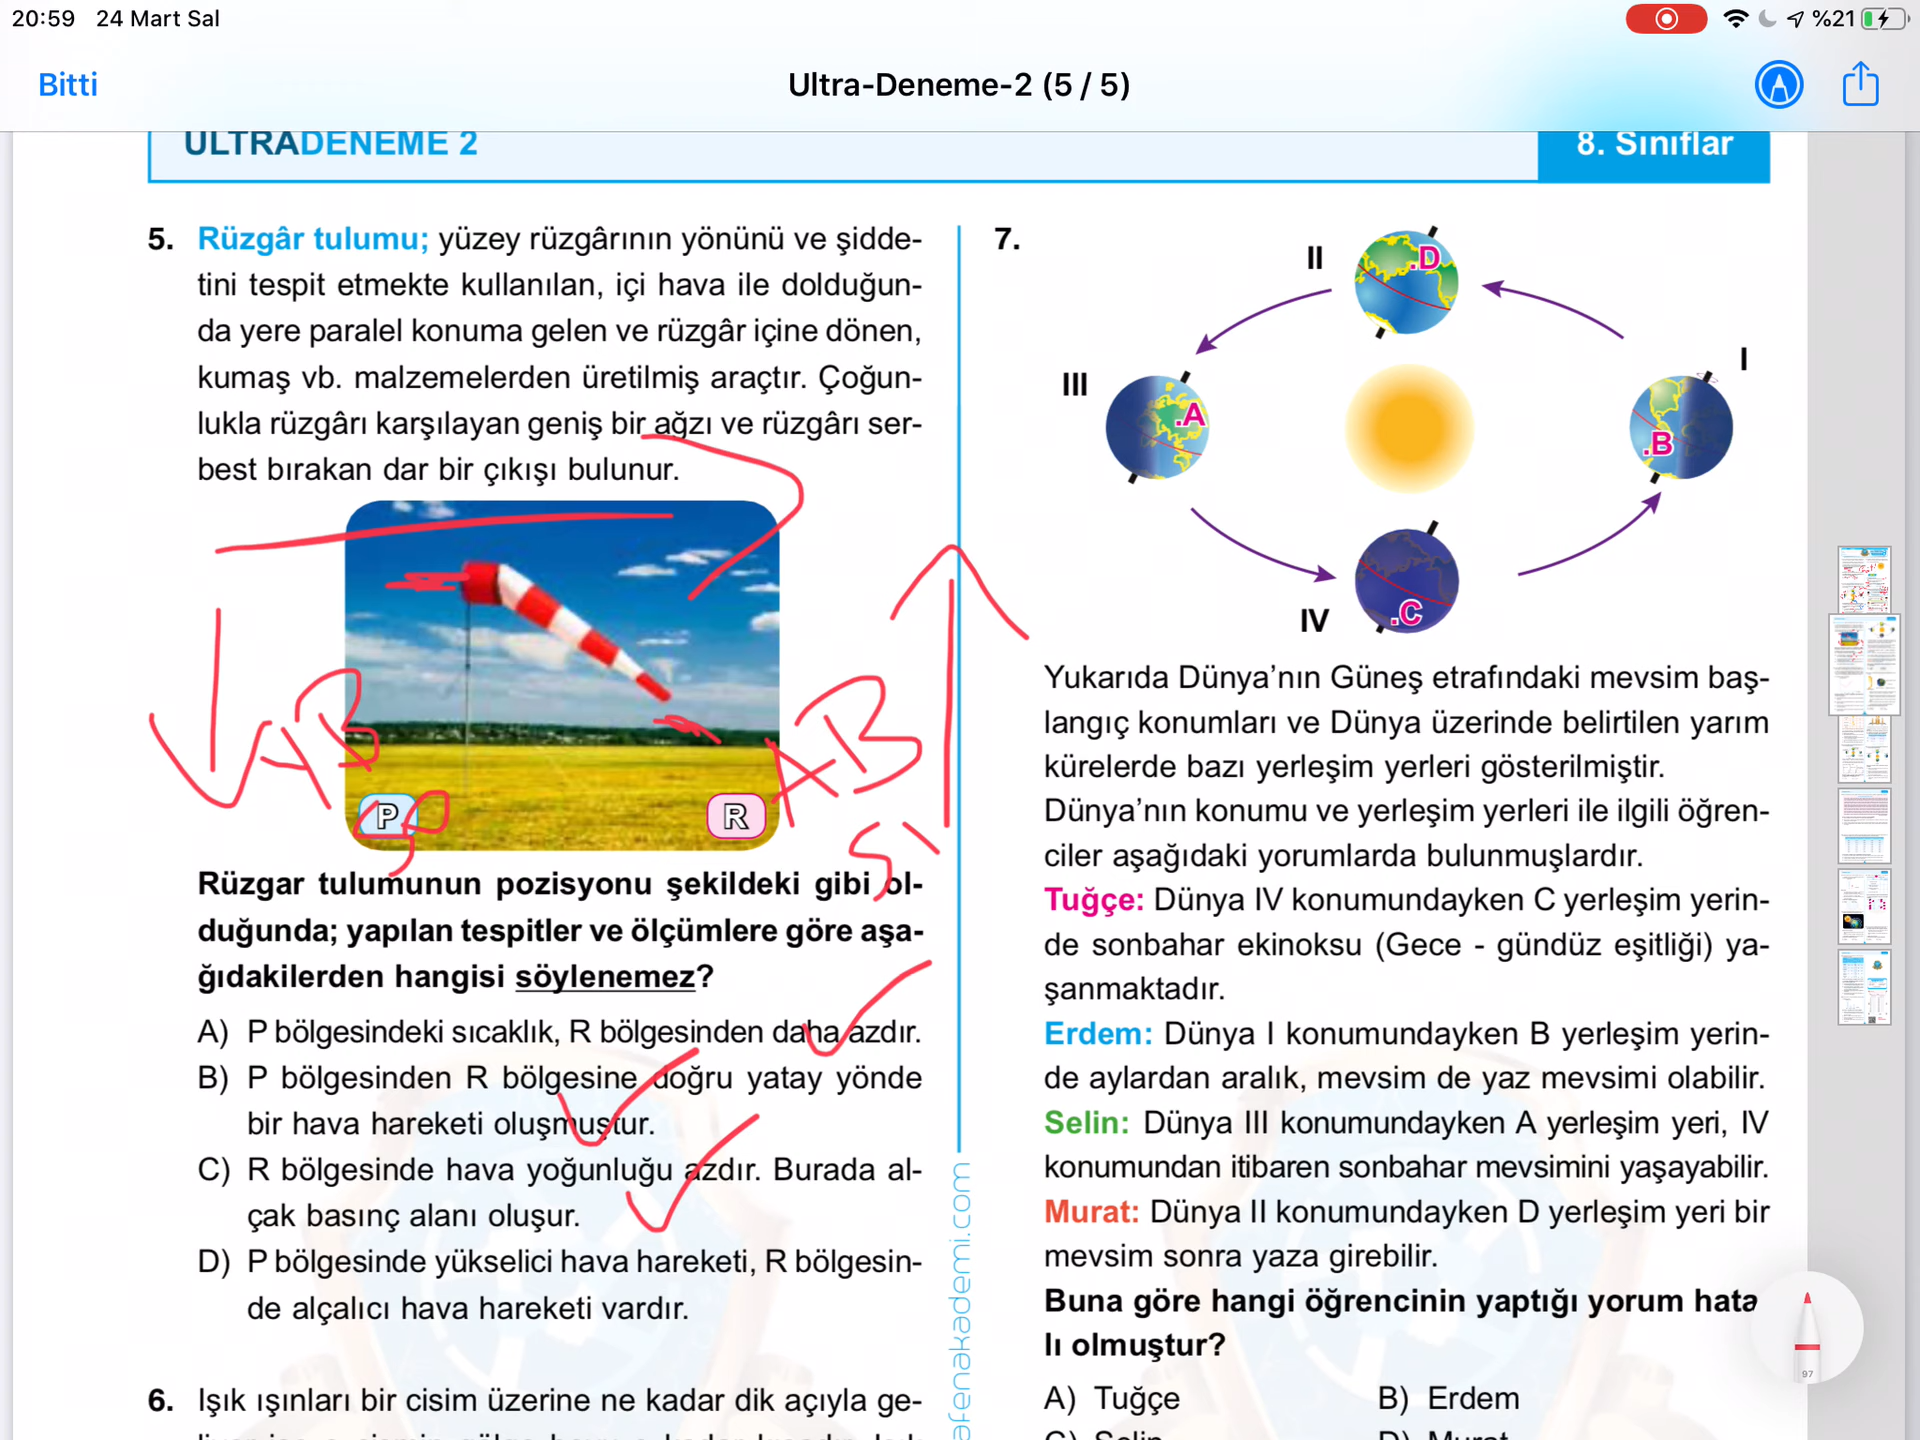 20:59 24 Mart Sal
%21
Bitti
Ultra-Deneme-2 (5 / 5)
ULTRADENEME 2
8. Sınıflar
5. Rüzgâr tulumu; yüzey rüzgârının yönünü ve şidde-
tini tespit etmekte kullanılan, içi hava ile dolduğun-
da yere paralel konuma gelen ve rüzgâr içine dönen,
kumaş vb. malzemelerden üretilmiş araçtır. Çoğun-
lukla rüzgârı karşılayan geniş bir ağzı ve rüzgârı ser-
best bırakan dar bir çıkışı bulunur.
YB
AB
P
R
Rüzgar tulumunun pozisyonu şekildeki gibi ol-
duğunda; yapılan tespitler ve ölçümlere göre aşa-
ğıdakilerden hangisi söylenemez?
A) P bölgesindeki sıcaklık, R bölgesinden daha azdır.
B) P bölgesinden R bölgesine doğru yatay yönde
bir hava hareketi oluşmuştur.
C) R bölgesinde hava yoğunluğu azdır. Burada al-
çak basınç alanı oluşur.
D) P bölgesinde yükselici hava hareketi, R bölgesin-
de alçalıcı hava hareketi vardır.
6. Işık ışınları bir cisim üzerine ne kadar dik açıyla ge-
afenakademi.com
7.
II
.D
I
III
.A
.B
IV
.C
Yukarıda Dünya’nın Güneş etrafındaki mevsim baş-
langıç konumları ve Dünya üzerinde belirtilen yarım
kürelerde bazı yerleşim yerleri gösterilmiştir.
Dünya’nın konumu ve yerleşim yerleri ile ilgili öğren-
ciler aşağıdaki yorumlarda bulunmuşlardır.
Tuğçe: Dünya IV konumundayken C yerleşim yerin-
de sonbahar ekinoksu (Gece - gündüz eşitliği) ya-
şanmaktadır.
Erdem: Dünya I konumundayken B yerleşim yerin-
de aylardan aralık, mevsim de yaz mevsimi olabilir.
Selin: Dünya III konumundayken A yerleşim yeri, IV
konumundan itibaren sonbahar mevsimini yaşayabilir.
Murat: Dünya II konumundayken D yerleşim yeri bir
mevsim sonra yaza girebilir.
Buna göre hangi öğrencinin yaptığı yorum hata
lı olmuştur?
A) Tuğçe B) Erdem
C) Selin D) Murat
97